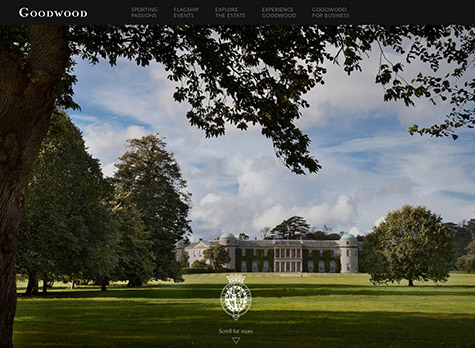 GOODWOOD
SPORTING
PASSIONS
FLAGSHIP
EVENTS
EXPLORE
THE ESTATE
EXPERIENCE
GOODWOOD
GOODWOOD
FOR BUSINESS
Scroll for more